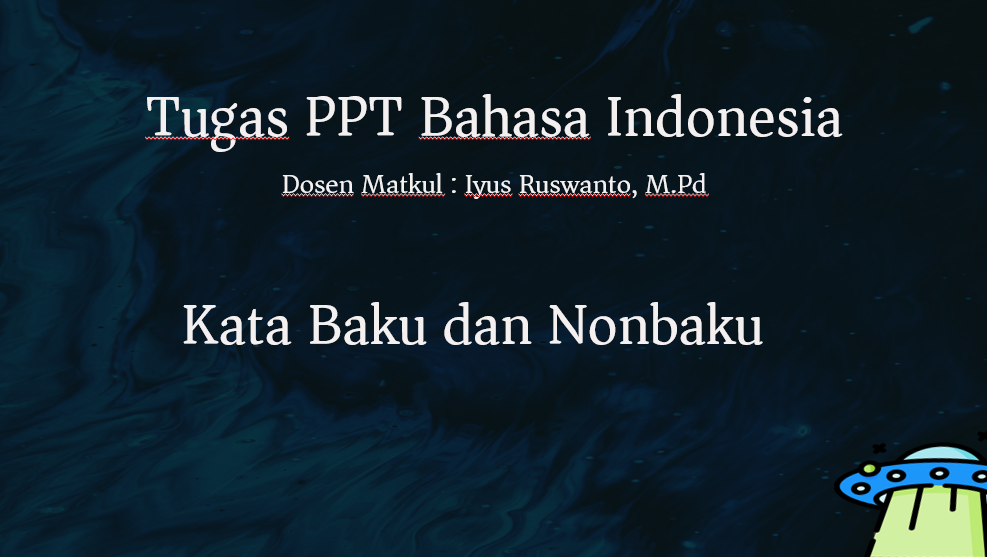 Tugas PPT Bahasa Indonesia
Dosen Matkul : Iyus Ruswanto, M.Pd
Kata Baku dan Nonbaku